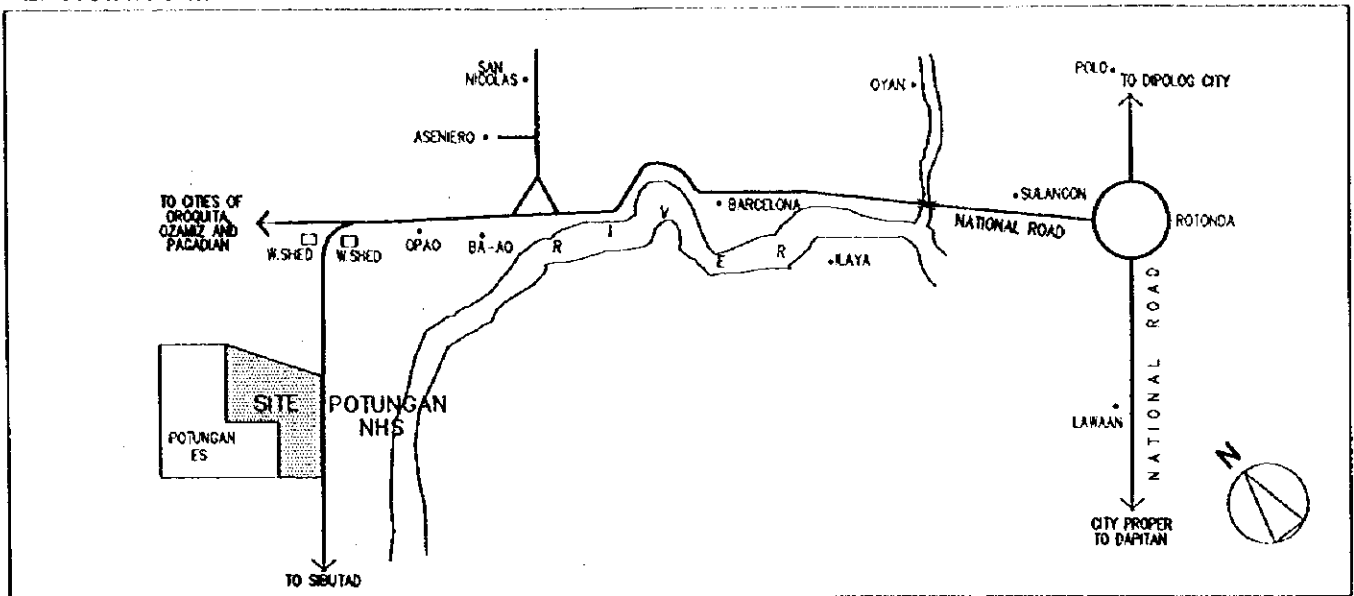 SAN
NICOLAS
ASENIERO
OYAN
POLO
TO DIPOLOG CITY
TO CITIES OF
OROQUITA,
OZAMIZ AND
PAGADIAN
W.SHED
W.SHED
OPAO
BA-AO
R I V E R
BARCELONA
ILAYA
SULANGON
NATIONAL ROAD
ROTONDA
NATIONAL ROAD
LAWAAN
SITE
POTUNGAN
NHS
POTUNGAN
ES
TO SIBUTAD
CITY PROPER
TO DAPITAN
N